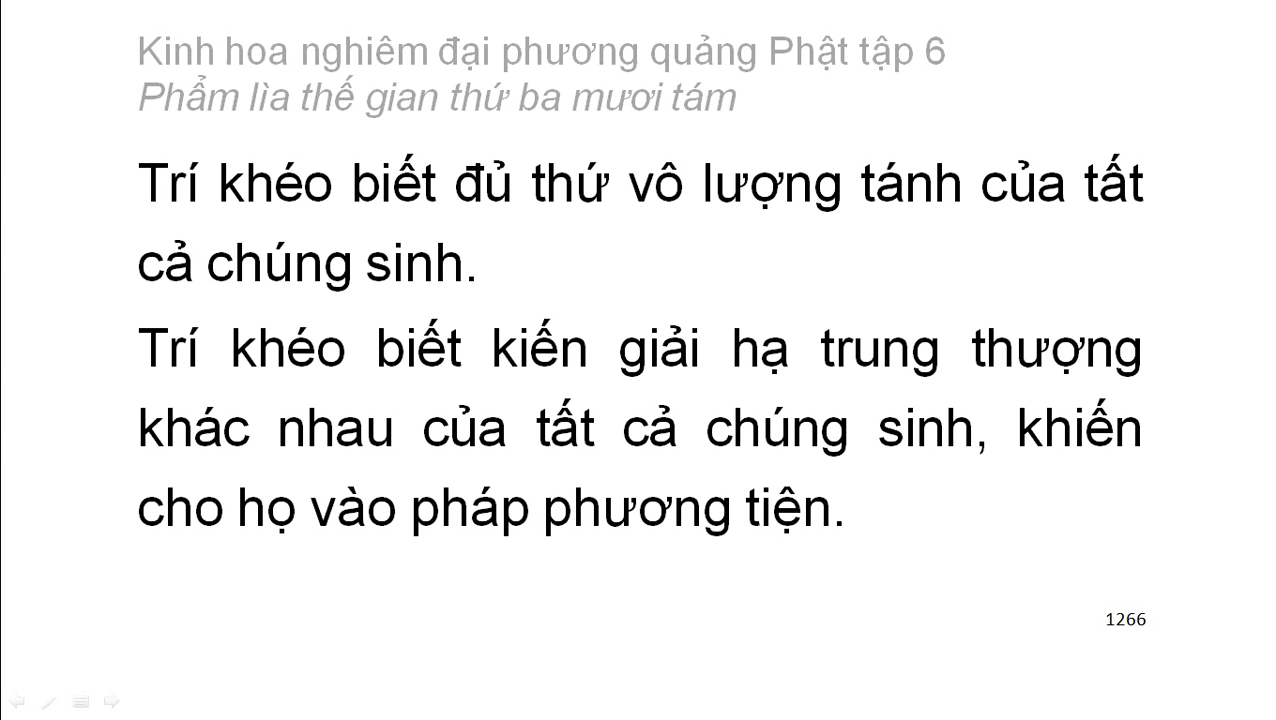 Kinh hoa nghiêm đại phương quảng Phật tập 6
Phẩm lìa thế gian thứ ba mươi tám
Trí khéo biết đủ thứ vô lượng tánh của tất
cả chúng sinh.
Trí khéo biết kiến giải hạ trung thượng
khác nhau của tất cả chúng sinh, khiến
cho họ vào pháp phương tiện.
1266